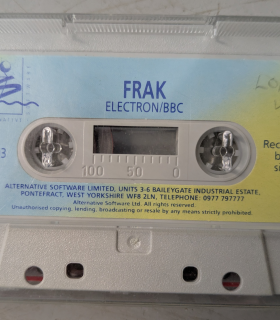 FRAK
ELECTRON/BBC
3
Rec
b
s
100 50 0
ALTERNATIVE SOFTWARE LIMITED, UNITS 3-6 BAILEYGATE INDUSTRIAL ESTATE,
PONTEFRACT, WEST YORKSHIRE WF8 2LN, TELEPHONE: 0977 797777
Alternative Software Ltd. All rights reserved.
Unauthorised copying, lending, broadcasting or resale by any means strictly prohibited.